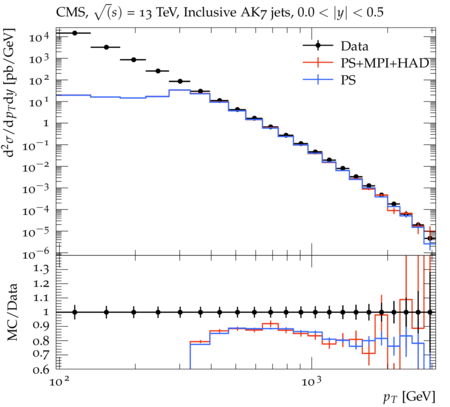 CMS, √(s) = 13 TeV, Inclusive AK7 jets, 0.0 < |y| < 0.5
d²σ/dp_T dy [pb/GeV]
10⁴
10³
10²
10¹
1
10⁻¹
10⁻²
10⁻³
10⁻⁴
10⁻⁵
10⁻⁶
Data
PS+MPI+HAD
PS
MC/Data
1.3
1.2
1.1
1
0.9
0.8
0.7
0.6
10² 10³
p_T [GeV]